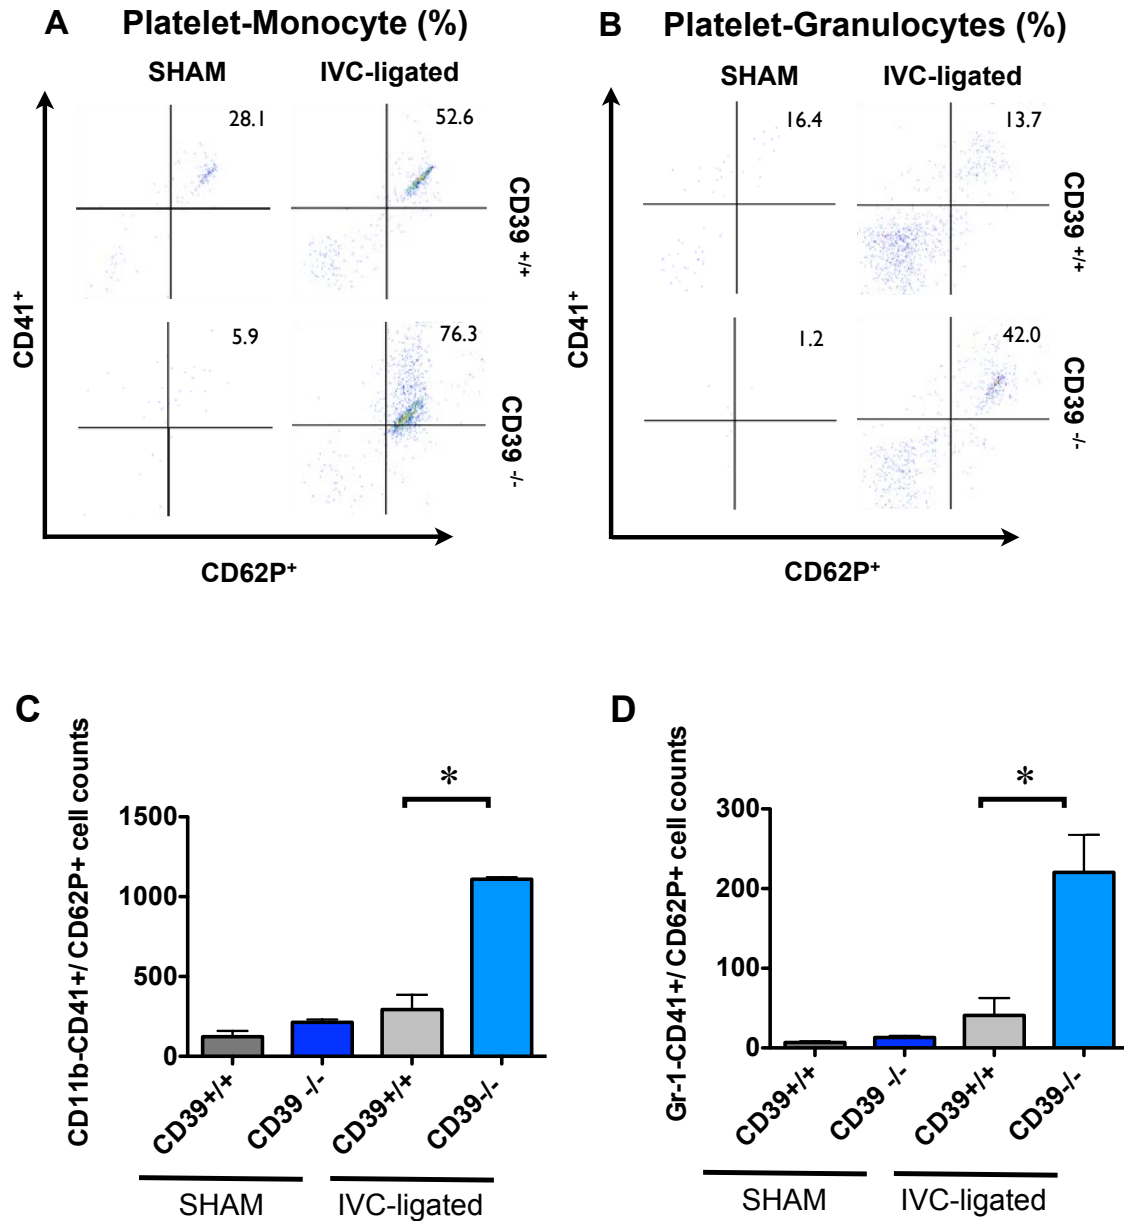 A Platelet-Monocyte (%)
SHAM IVC-ligated
28.1 52.6
CD39 +/+
5.9 76.3
CD39 -/-
CD41+
CD62P+
B Platelet-Granulocytes (%)
SHAM IVC-ligated
16.4 13.7
CD39 +/+
1.2 42.0
CD39 -/-
CD41+
CD62P+
C
CD11b-CD41+/ CD62P+ cell counts
*
1500
1000
500
0
CD39+/+ CD39 -/- CD39+/+ CD39-/-
SHAM IVC-ligated
D
Gr-1-CD41+/ CD62P+ cell counts
*
300
200
100
0
CD39+/+ CD39 -/- CD39+/+ CD39-/-
SHAM IVC-ligated